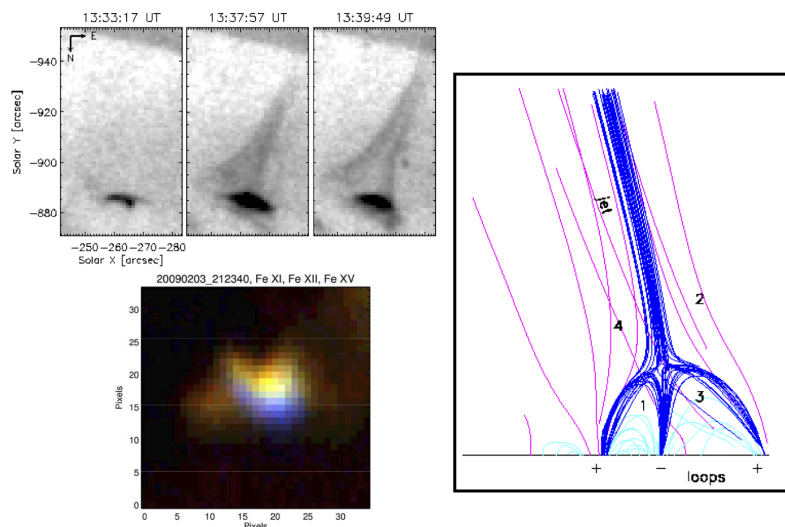 13:33:17 UT 13:37:57 UT 13:39:49 UT
E
N
Solar Y [arcsec]
−940
−920
−900
−880
−250 −260 −270 −280
Solar X [arcsec]
20090203_212340, Fe XI, Fe XII, Fe XV
Pixels
30
25
20
15
10
5
0
0 5 10 15 20 25 30
Pixels
jet
2
4
1 3
+ − +
loops